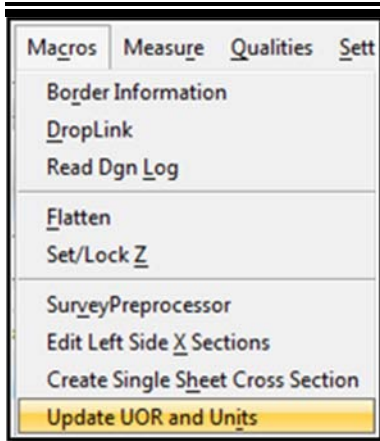 Macros Measure Qualities Sett
Border Information
DropLink
Read Dgn Log
Flatten
Set/Lock Z
SurveyPreprocessor
Edit Left Side X Sections
Create Single Sheet Cross Section
Update UOR and Units